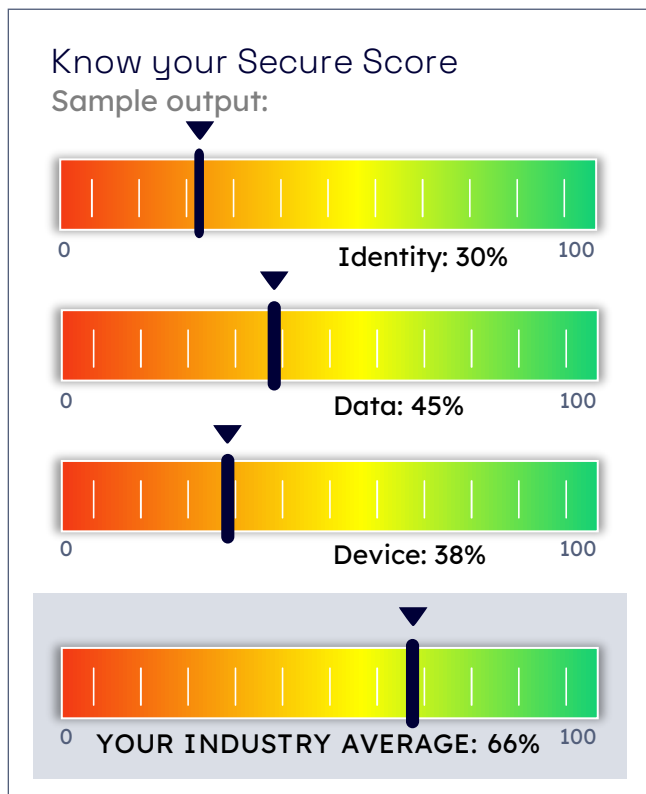 Know your Secure Score
Sample output:
0 Identity: 30% 100
0 Data: 45% 100
0 Device: 38% 100
0 YOUR INDUSTRY AVERAGE: 66% 100